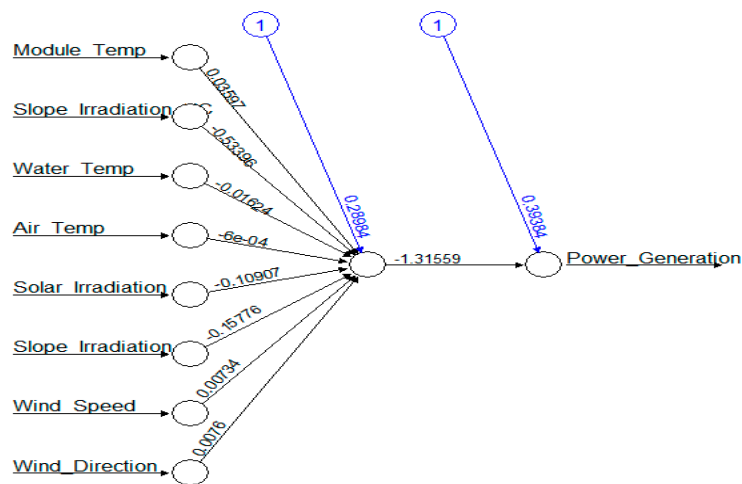 1 1
Module_Temp
0.03597
Slope_Irradiation
-0.53396
Water_Temp
-0.01624
Air_Temp
-6e-04
0.28984
0.39384
-1.31559
Power_Generation
Solar_Irradiation
-0.10907
Slope_Irradiation
-0.15776
Wind_Speed
0.00734
Wind_Direction
0.0076